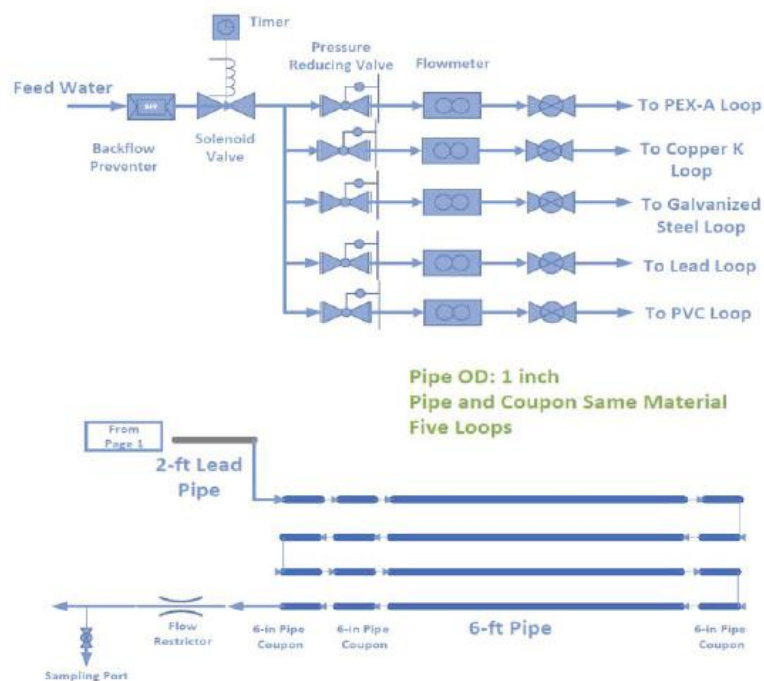 Timer
Pressure
Reducing Valve
Flowmeter
Feed Water
BFP
Backflow
Preventer
Solenoid
Valve
To PEX-A Loop
To Copper K
Loop
To Galvanized
Steel Loop
To Lead Loop
To PVC Loop
Pipe OD: 1 inch
Pipe and Coupon Same Material
Five Loops
From
Page 1
2-ft Lead
Pipe
Flow
Restrictor
6-in Pipe
Coupon
6-in Pipe
Coupon
6-ft Pipe
6-in Pipe
Coupon
Sampling Port